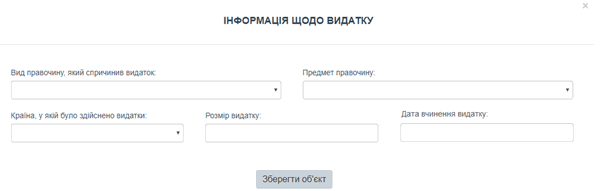 ІНФОРМАЦІЯ ЩОДО ВИДАТКУ
Вид правочину, який спричинив видаток:
Предмет правочину:
Країна, у якій було здійснено видатки:
Розмір видатку:
Дата вчинення видатку:
Зберегти об'єкт